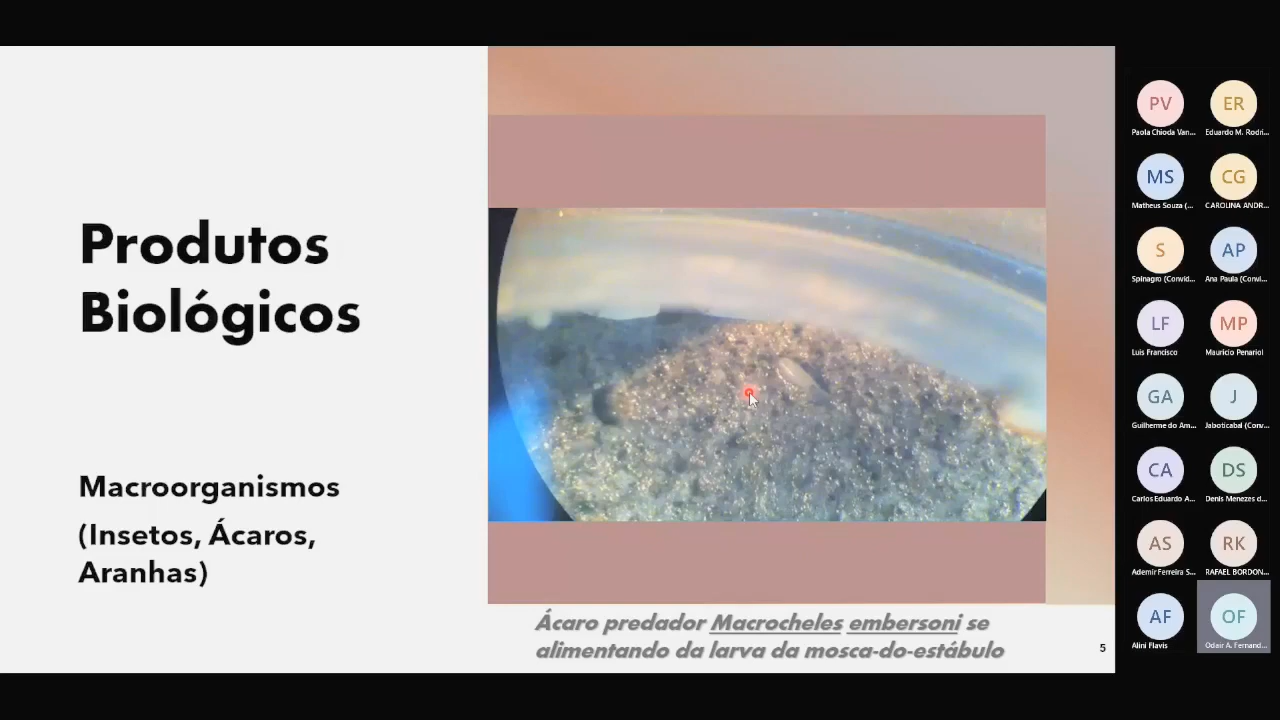 Produtos
Biológicos
Macroorganismos
(Insetos, Ácaros,
Aranhas)
Ácaro predador Macrocheles embersoni se
alimentando da larva da mosca-do-estábulo
5
PV
Paola Chioda Van...
ER
Eduardo M. Rodri...
MS
Matheus Souza (...
CG
CAROLINA ANDR...
S
Spinagro (Convid...
AP
Ana Paula (Convi...
LF
Luis Francisco
MP
Mauricio Penariol
GA
Guilherme do Am...
J
Jaboticabal (Conv...
CA
Carlos Eduardo A...
DS
Denis Menezes d...
AS
Ademir Ferreira S...
RK
RAFAEL BORDON...
AF
Alini Flavis
OF
Odair A. Fernand...